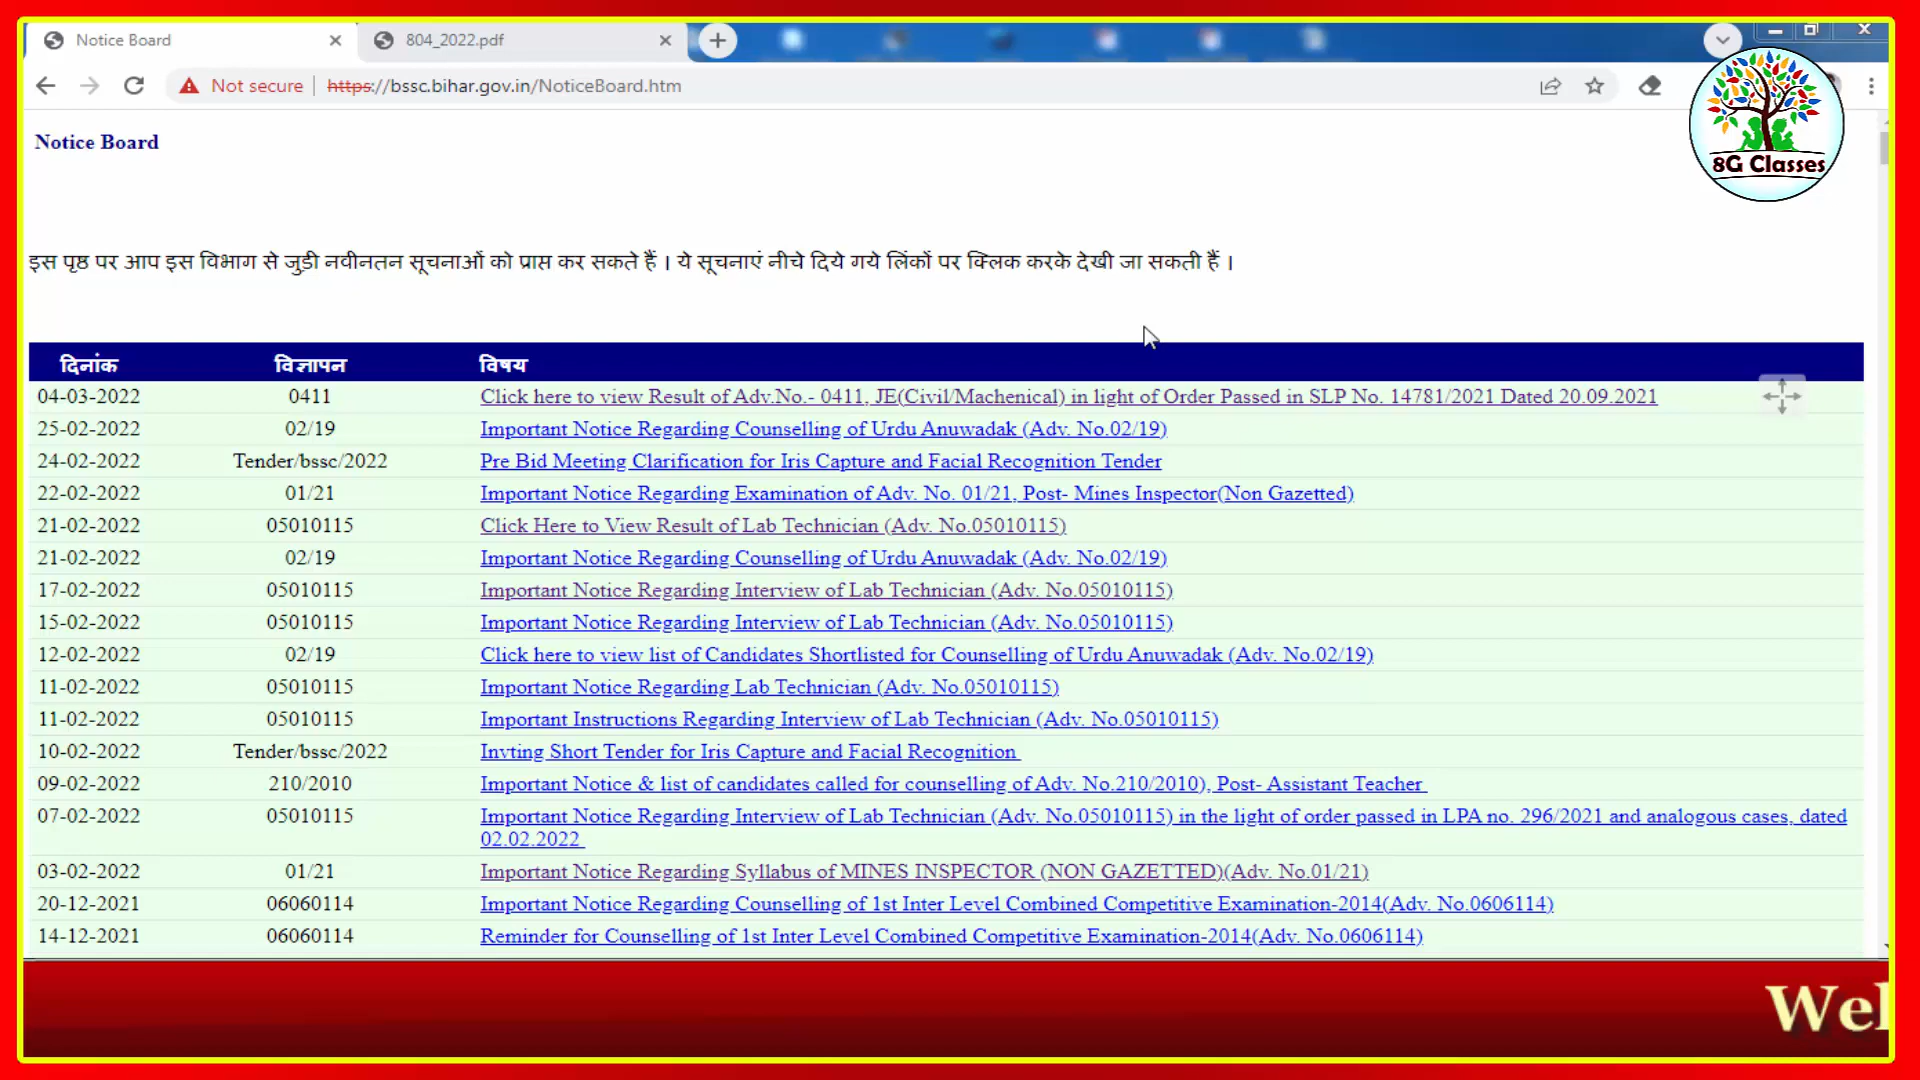 Notice Board
804_2022.pdf
Not secure
https://bssc.bihar.gov.in/NoticeBoard.htm
8G Classes
Notice Board
इस पृष्ठ पर आप इस विभाग से जुड़ी नवीनतन सूचनाओं को प्राप्त कर सकते हैं । ये सूचनाएं नीचे दिये गये लिंकों पर क्लिक करके देखी जा सकती हैं ।
दिनांक विज्ञापन विषय
04-03-2022 0411 Click here to view Result of Adv.No.- 0411, JE(Civil/Machenical) in light of Order Passed in SLP No. 14781/2021 Dated 20.09.2021
25-02-2022 02/19 Important Notice Regarding Counselling of Urdu Anuwadak (Adv. No.02/19)
24-02-2022 Tender/bssc/2022 Pre Bid Meeting Clarification for Iris Capture and Facial Recognition Tender
22-02-2022 01/21 Important Notice Regarding Examination of Adv. No. 01/21, Post- Mines Inspector(Non Gazetted)
21-02-2022 05010115 Click Here to View Result of Lab Technician (Adv. No.05010115)
21-02-2022 02/19 Important Notice Regarding Counselling of Urdu Anuwadak (Adv. No.02/19)
17-02-2022 05010115 Important Notice Regarding Interview of Lab Technician (Adv. No.05010115)
15-02-2022 05010115 Important Notice Regarding Interview of Lab Technician (Adv. No.05010115)
12-02-2022 02/19 Click here to view list of Candidates Shortlisted for Counselling of Urdu Anuwadak (Adv. No.02/19)
11-02-2022 05010115 Important Notice Regarding Lab Technician (Adv. No.05010115)
11-02-2022 05010115 Important Instructions Regarding Interview of Lab Technician (Adv. No.05010115)
10-02-2022 Tender/bssc/2022 Invting Short Tender for Iris Capture and Facial Recognition
09-02-2022 210/2010 Important Notice & list of candidates called for counselling of Adv. No.210/2010), Post- Assistant Teacher
07-02-2022 05010115 Important Notice Regarding Interview of Lab Technician (Adv. No.05010115) in the light of order passed in LPA no. 296/2021 and analogous cases, dated
02.02.2022
03-02-2022 01/21 Important Notice Regarding Syllabus of MINES INSPECTOR (NON GAZETTED)(Adv. No.01/21)
20-12-2021 06060114 Important Notice Regarding Counselling of 1st Inter Level Combined Competitive Examination-2014(Adv. No.0606114)
14-12-2021 06060114 Reminder for Counselling of 1st Inter Level Combined Competitive Examination-2014(Adv. No.0606114)
Wel